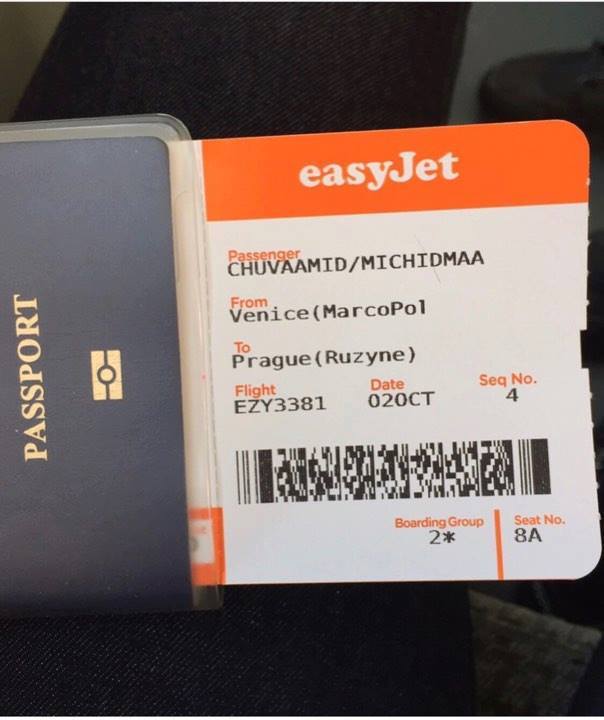 PASSPORT
easyJet
Passenger
CHUVAAMID/MICHIDMAA
From
Venice(MarcoPol
To
Prague(Ruzyne)
Flight Date Seq No.
EZY3381 02OCT 4
Boarding Group Seat No.
2* 8A